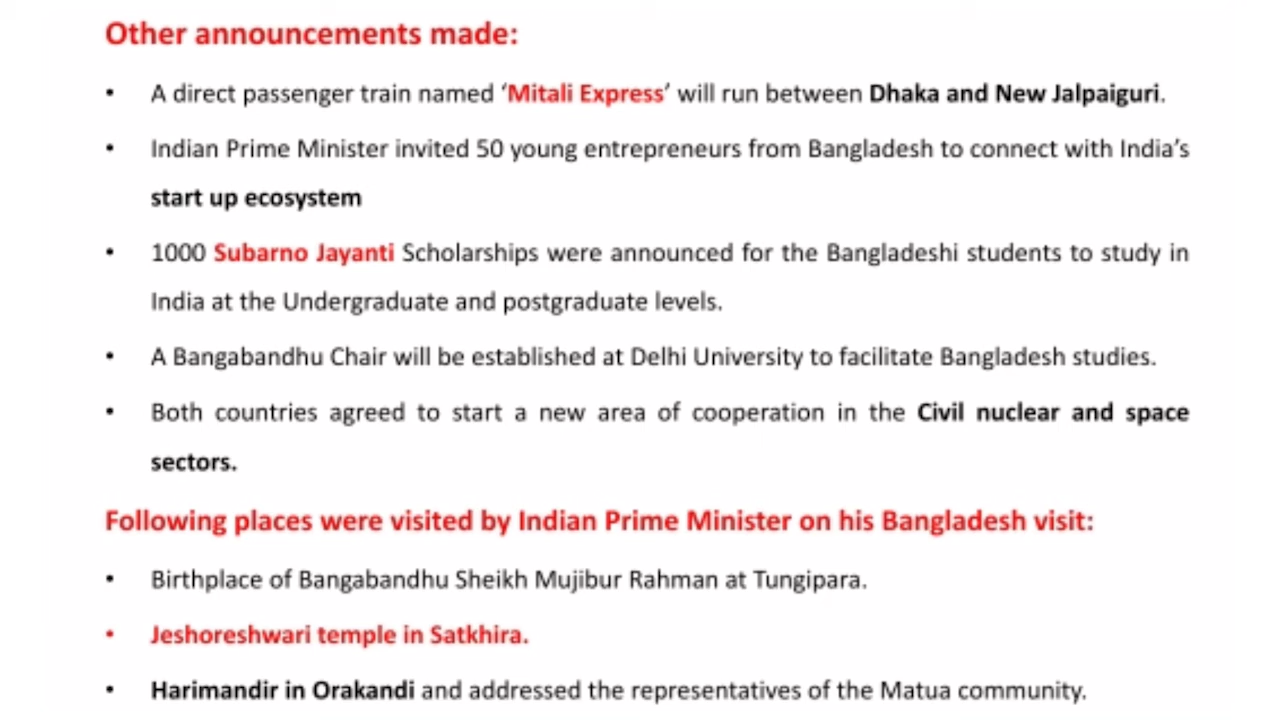 Other announcements made:
• A direct passenger train named ‘Mitali Express’ will run between Dhaka and New Jalpaiguri.
• Indian Prime Minister invited 50 young entrepreneurs from Bangladesh to connect with India’s
start up ecosystem
• 1000 Subarno Jayanti Scholarships were announced for the Bangladeshi students to study in
India at the Undergraduate and postgraduate levels.
• A Bangabandhu Chair will be established at Delhi University to facilitate Bangladesh studies.
• Both countries agreed to start a new area of cooperation in the Civil nuclear and space
sectors.
Following places were visited by Indian Prime Minister on his Bangladesh visit:
• Birthplace of Bangabandhu Sheikh Mujibur Rahman at Tungipara.
• Jeshoreshwari temple in Satkhira.
• Harimandir in Orakandi and addressed the representatives of the Matua community.